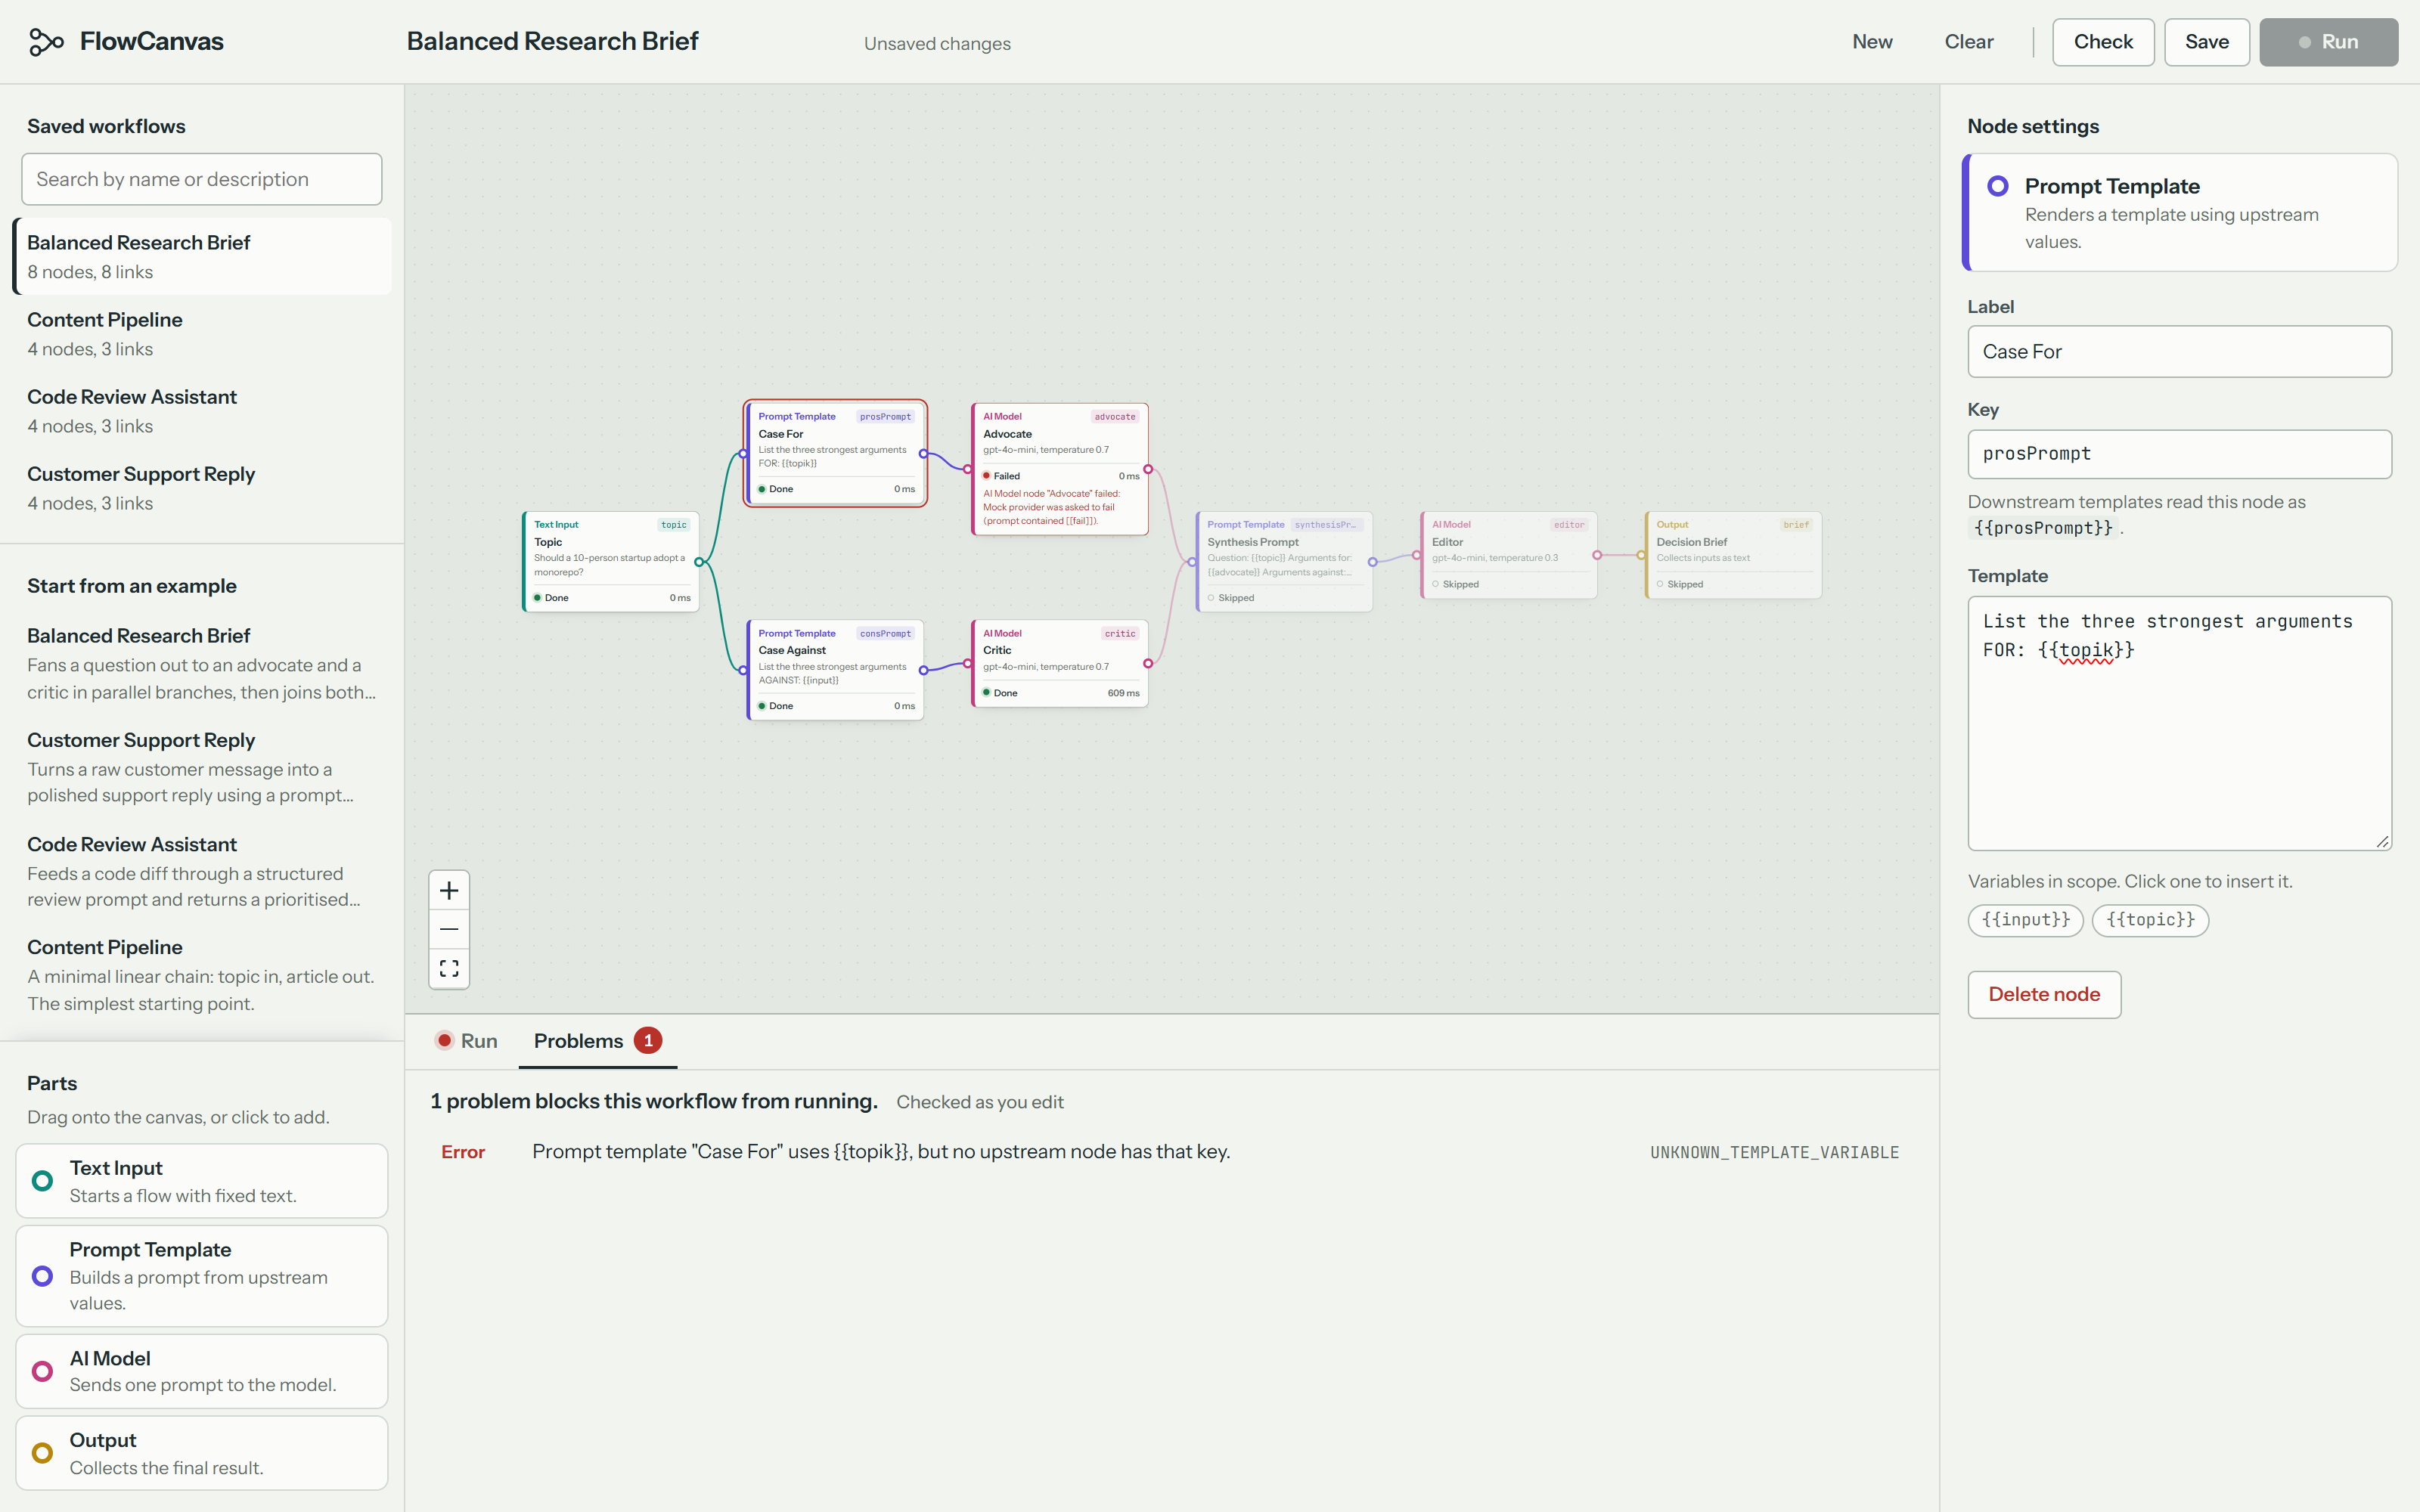 FlowCanvas
Balanced Research Brief
Unsaved changes
New
Clear
Check
Save
Run
Saved workflows
Search by name or description
Balanced Research Brief
8 nodes, 8 links
Content Pipeline
4 nodes, 3 links
Code Review Assistant
4 nodes, 3 links
Customer Support Reply
4 nodes, 3 links
Start from an example
Balanced Research Brief
Fans a question out to an advocate and a
critic in parallel branches, then joins both...
Customer Support Reply
Turns a raw customer message into a
polished support reply using a prompt...
Code Review Assistant
Feeds a code diff through a structured
review prompt and returns a prioritised...
Content Pipeline
A minimal linear chain: topic in, article out.
The simplest starting point.
Parts
Drag onto the canvas, or click to add.
Text Input
Starts a flow with fixed text.
Prompt Template
Builds a prompt from upstream
values.
AI Model
Sends one prompt to the model.
Output
Collects the final result.
Text Input topic
Topic
Should a 10-person startup adopt a
monorepo?
Done 0 ms
Prompt Template prosPrompt
Case For
List the three strongest arguments
FOR: {{topik}}
Done 0 ms
AI Model advocate
Advocate
gpt-4o-mini, temperature 0.7
Failed 0 ms
AI Model node "Advocate" failed:
Mock provider was asked to fail
(prompt contained [[fail]]).
Prompt Template consPrompt
Case Against
List the three strongest arguments
AGAINST: {{input}}
Done 0 ms
AI Model critic
Critic
gpt-4o-mini, temperature 0.7
Done 609 ms
Prompt Template synthesisPr...
Synthesis Prompt
Question: {{topic}} Arguments for:
{{advocate}} Arguments against:...
Skipped
AI Model editor
Editor
gpt-4o-mini, temperature 0.3
Skipped
Output brief
Decision Brief
Collects inputs as text
Skipped
Run
Problems 1
1 problem blocks this workflow from running. Checked as you edit
Error Prompt template "Case For" uses {{topik}}, but no upstream node has that key. UNKNOWN_TEMPLATE_VARIABLE
Node settings
Prompt Template
Renders a template using upstream
values.
Label
Case For
Key
prosPrompt
Downstream templates read this node as
{{prosPrompt}} .
Template
List the three strongest arguments
FOR: {{topik}}
Variables in scope. Click one to insert it.
{{input}} {{topic}}
Delete node